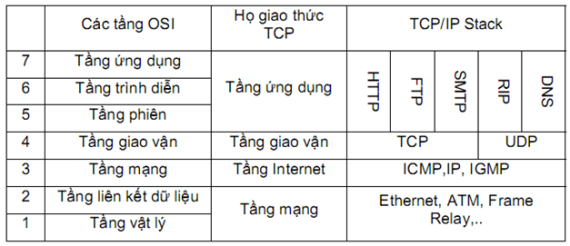 Các tầng OSI
Họ giao thức
TCP
TCP/IP Stack
7
Tầng ứng dụng
6
Tầng trình diễn
5
Tầng phiên
Tầng ứng dụng
HTTP
FTP
SMTP
RIP
DNS
4
Tầng giao vận
Tầng giao vận
TCP
UDP
3
Tầng mạng
Tầng Internet
ICMP,IP, IGMP
2
Tầng liên kết dữ liệu
1
Tầng vật lý
Tầng mạng
Ethernet, ATM, Frame
Relay,..